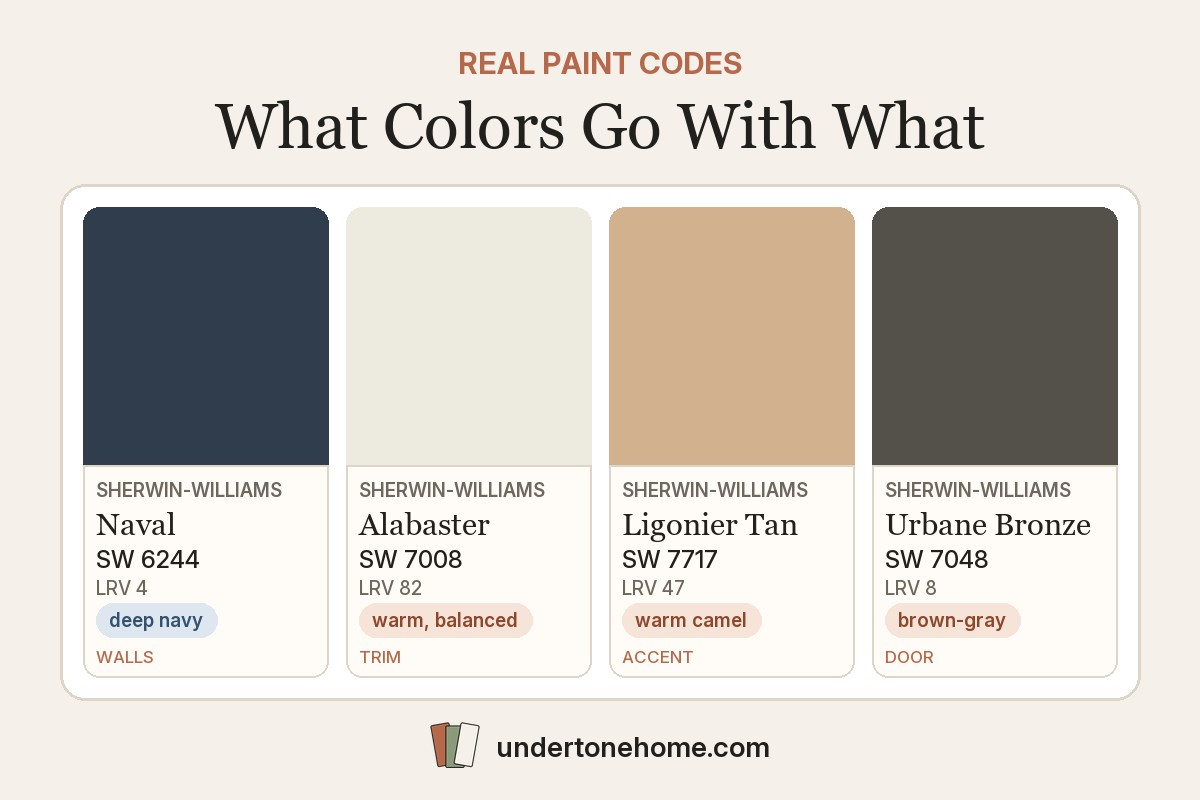 REAL PAINT CODES
What Colors Go With What
SHERWIN-WILLIAMS
Naval
SW 6244
LRV 4
deep navy
WALLS
SHERWIN-WILLIAMS
Alabaster
SW 7008
LRV 82
warm, balanced
TRIM
SHERWIN-WILLIAMS
Ligonier Tan
SW 7717
LRV 47
warm camel
ACCENT
SHERWIN-WILLIAMS
Urbane Bronze
SW 7048
LRV 8
brown-gray
DOOR
undertonehome.com